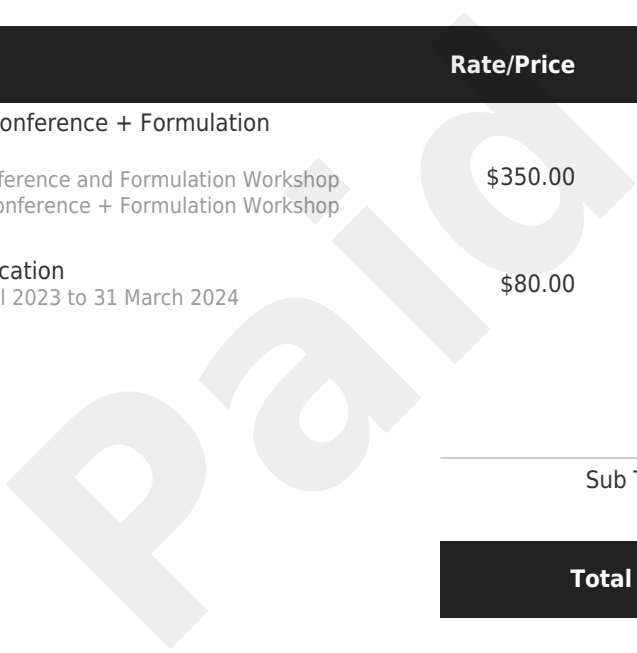 Rate/Price
onference + Formulation
ference and Formulation Workshop
$350.00
onference + Formulation Workshop
cation
l 2023 to 31 March 2024
$80.00
Sub
Total
Paid